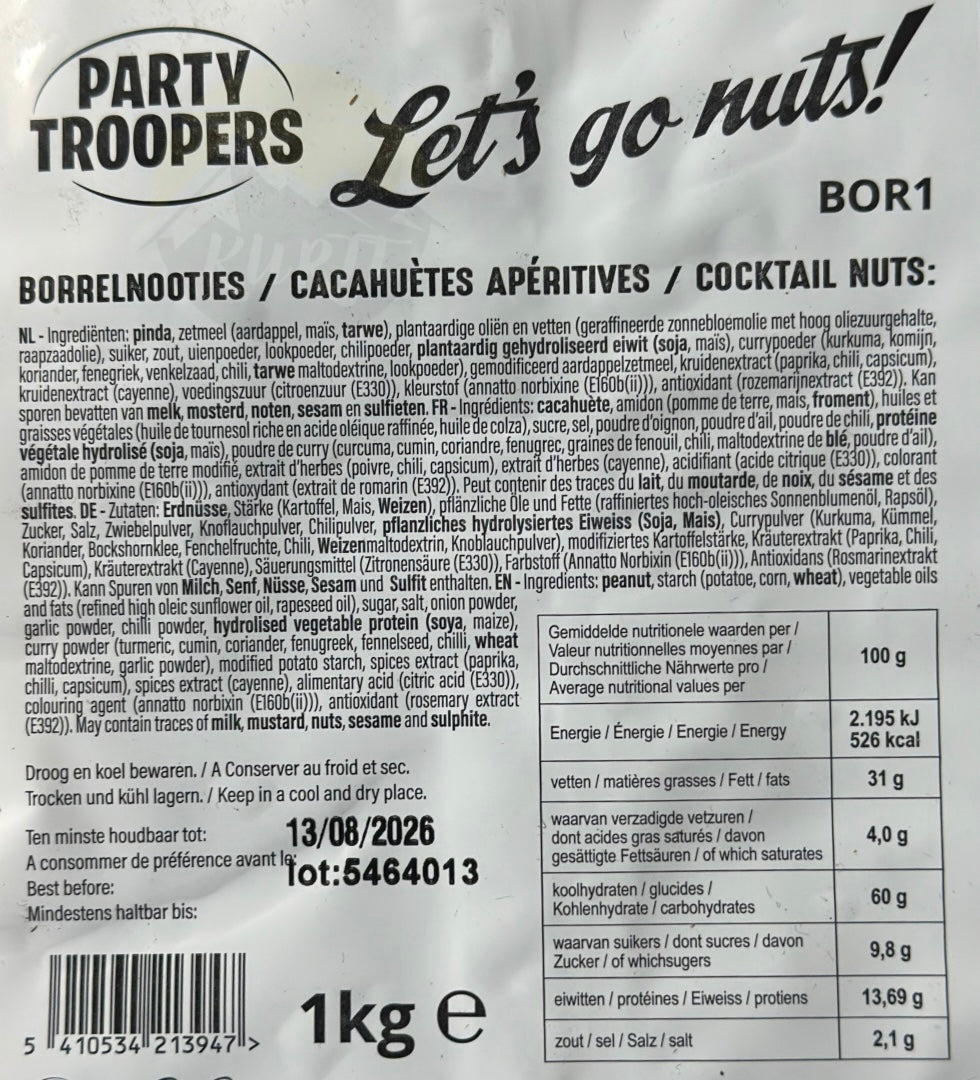 PARTY
TROOPERS
Let's go nuts!
BOR1
BORRELNOOTJES / CACAHUÈTES APÉRITIVES / COCKTAIL NUTS:
NL - Ingrediënten: pinda, zetmeel (aardappel, maïs, tarwe), plantaardige oliën en vetten (geraffineerde zonnebloemolie met hoog oliezuurgehalte,
raapzaadolie), suiker, zout, uienpoeder, lookpoeder, chilipoeder, plantaardig gehydroliseerd eiwit (soja, maïs), currypoeder (kurkuma, komijn,
koriander, fenegriek, venkelzaad, chili, tarwe maltodextrine, lookpoeder), gemodificeerd aardappelzetmeel, kruidenextract (paprika, chili, capsicum),
kruidenextract (cayenne), voedingszuur (citroenzuur (E330)), kleurstof (annatto norbixine (E160b(ii))), antioxidant (rozemarijnextract (E392)). Kan
sporen bevatten van melk, mosterd, noten, sesam en sulfieten. FR - Ingrédients: cacahuète, amidon (pomme de terre, maïs, froment), huiles et
graisses végétales (huile de tournesol riche en acide oléique raffinée, huile de colza), sucre, sel, poudre d'oignon, poudre d'ail, poudre de chili, protéine
végétale hydrolisé (soja, maïs), poudre de curry (curcuma, cumin, coriandre, fenugrec, graines de fenouil, chili, maltodextrine de blé, poudre d'ail),
amidon de pomme de terre modifié, extrait d'herbes (poivre, chili, capsicum), extrait d'herbes (cayenne), acidifiant (acide citrique (E330)), colorant
(annatto norbixine (E160b(ii))), antioxydant (extrait de romarin (E392)). Peut contenir des traces du lait, du moutarde, de noix, du sésame et des
sulfites. DE - Zutaten: Erdnüsse, Stärke (Kartoffel, Mais, Weizen), pflänzliche Öle und Fette (raffiniertes hoch-oleisches Sonnenblumenöl, Rapsöl),
Zucker, Salz, Zwiebelpulver, Knoflauchpulver, Chilipulver, pflanzliches hydrolysiertes Eiweiss (Soja, Mais), Currypulver (Kurkuma, Kümmel,
Koriander, Bockshornklee, Fenchelfruchte, Chili, Weizenmaltodextrin, Knoblauchpulver), modifiziertes Kartoffelstärke, Kräuterextrakt (Paprika, Chili,
Capsicum), Kräuterextrakt (Cayenne), Säuerungsmittel (Zitronensäure (E330)), Farbstoff (Annatto Norbixin (E160b(ii))), Antioxidans (Rosmarinextrakt
(E392)). Kann Spuren von Milch, Senf, Nüsse, Sesam und Sulfit enthalten. EN - Ingredients: peanut, starch (potatoe, corn, wheat), vegetable oils
and fats (refined high oleic sunflower oil, rapeseed oil), sugar, salt, onion powder,
garlic powder, chilli powder, hydrolised vegetable protein (soya, maize),
curry powder (turmeric, cumin, coriander, fenugreek, fennelseed, chilli, wheat
maltodextrine, garlic powder), modified potato starch, spices extract (paprika,
chilli, capsicum), spices extract (cayenne), alimentary acid (citric acid (E330)),
colouring agent (annatto norbixin (E160b(ii))), antioxidant (rosemary extract
(E392)). May contain traces of milk, mustard, nuts, sesame and sulphite.
Droog en koel bewaren. / A Conserver au froid et sec.
Trocken und kühl lagern. / Keep in a cool and dry place.
Ten minste houdbaar tot:
A consommer de préférence avant le:
Best before:
Mindestens haltbar bis:
13/08/2026
lot:5464013
5 410534 213947 >
1kg ℮
Gemiddelde nutritionele waarden per /
Valeur nutritionnelles moyennes par /
Durchschnittliche Nährwerte pro /
Average nutritional values per
100 g
Energie / Énergie / Energie / Energy
2.195 kJ
526 kcal
vetten / matières grasses / Fett / fats
31 g
waarvan verzadigde vetzuren /
dont acides gras saturés / davon
gesättigte Fettsäuren / of which saturates
4,0 g
koolhydraten / glucides /
Kohlenhydrate / carbohydrates
60 g
waarvan suikers / dont sucres / davon
Zucker / of whichsugers
9,8 g
eiwitten / protéines / Eiweiss / protiens
13,69 g
zout / sel / Salz / salt
2,1 g